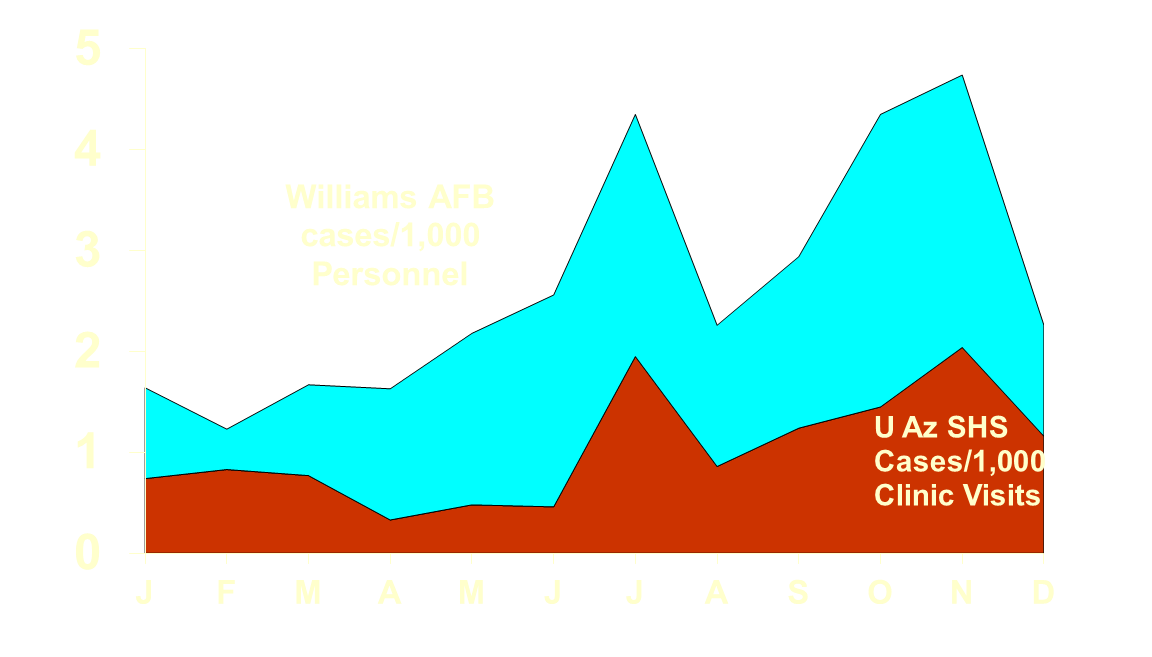 5
4
3
2
1
0
Williams AFB
cases/1,000
Personnel
U Az SHS
Cases/1,000
Clinic Visits
J F M A M J J A S O N D